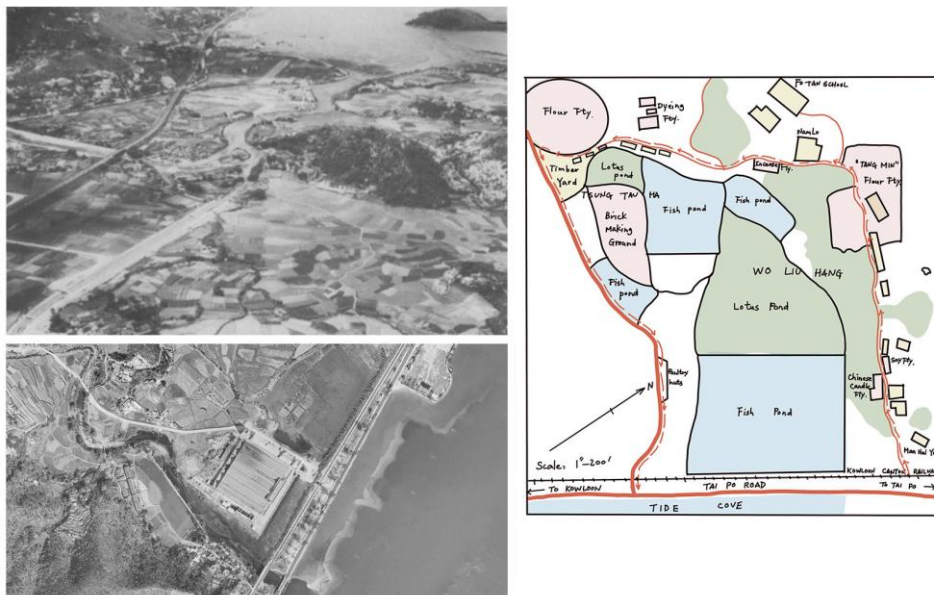 FO TAN SCHOOL
Flour Fty.
Dyeing
Fty.
Nam Lo
Timber
Yard
Lotus
pond
Incense Fty.
"TANG MIN"
Flour Fty.
TSUNG TAU HA
Fish pond
Fish pond
Brick
Making
Ground
WO LIU HANG
Fish
pond
Lotus Pond
Soy Fty.
Poultry
huts
N
Chinese
Candle
Fty.
Fish Pond
Scale: 1"-200'
KOWLOON CANTON RAILWAY
← TO KOWLOON
TAI PO ROAD
TO TAI PO →
TIDE COVE